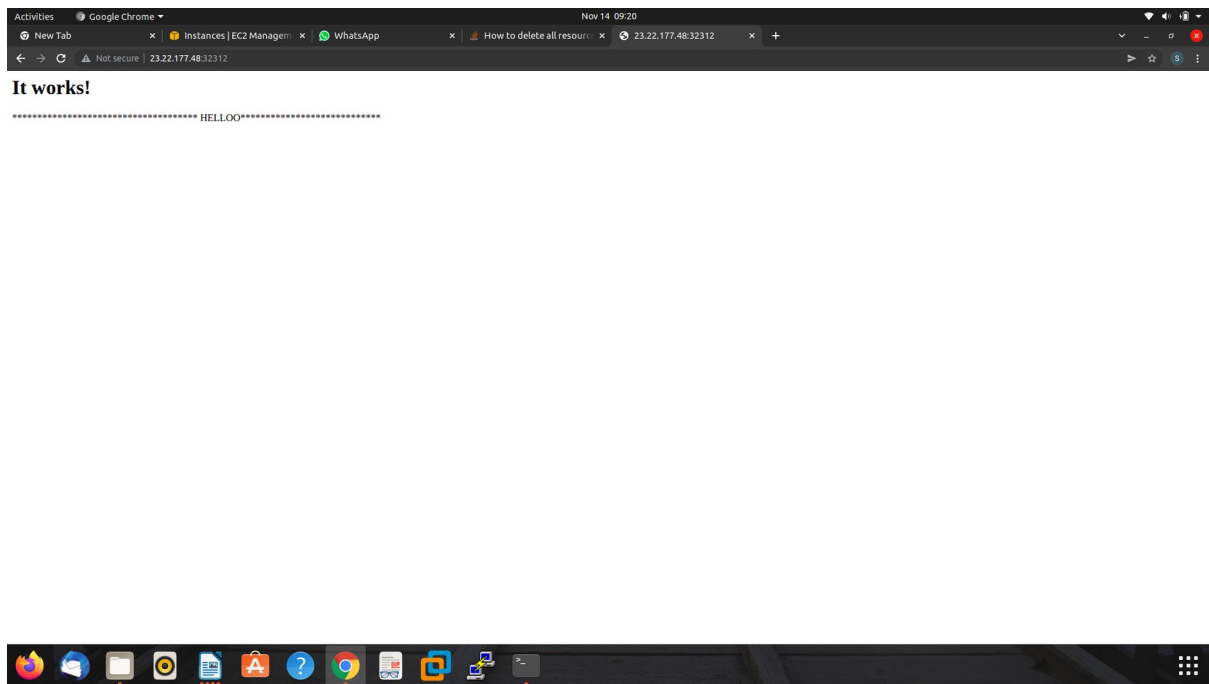 Activities Google Chrome Nov 14 09:20
New Tab Instances | EC2 Managem WhatsApp How to delete all resourc 23.22.177.48:32312
Not secure | 23.22.177.48:32312 S
It works!
************************************* HELLOO****************************